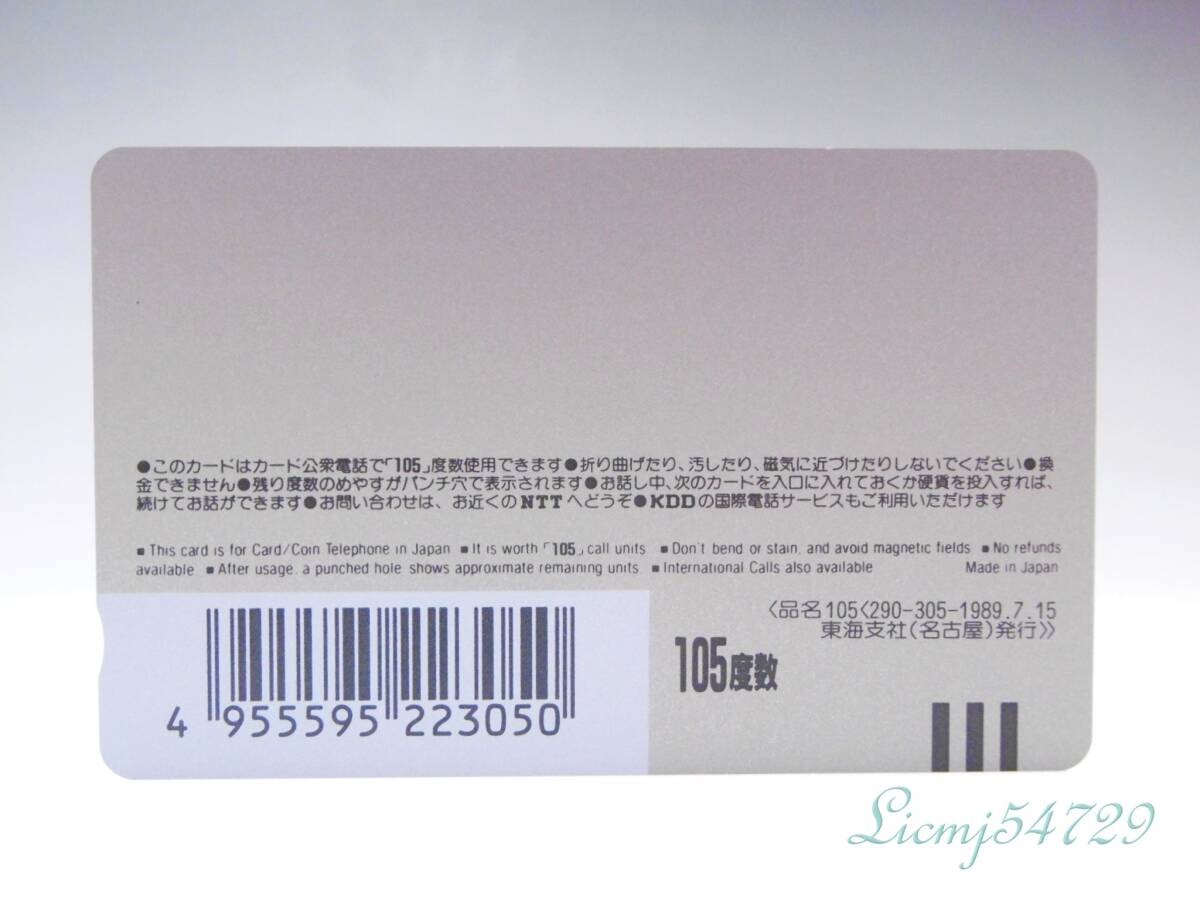 ●このカードはカード公衆電話で「105」度数使用できます●折り曲げたり、汚したり、磁気に近づけたりしないでください●換
金できません●残り度数のめやすがパンチ穴で表示されます●お話し中、次のカードを入口に入れておくか硬貨を投入すれば、
続けてお話ができます●お問い合わせは、お近くのNTTへどうぞ●KDDの国際電話サービスもご利用いただけます
■This card is for Card/Coin Telephone in Japan ■It is worth「105」call units ■Don't bend or stain, and avoid magnetic fields ■No refunds
available ■After usage, a punched hole shows approximate remaining units ■International Calls also available Made in Japan
〈品名105〈290-305-1989.7.15
東海支社(名古屋)発行〉〉
105度数
4 955595 223050
Licmj54729